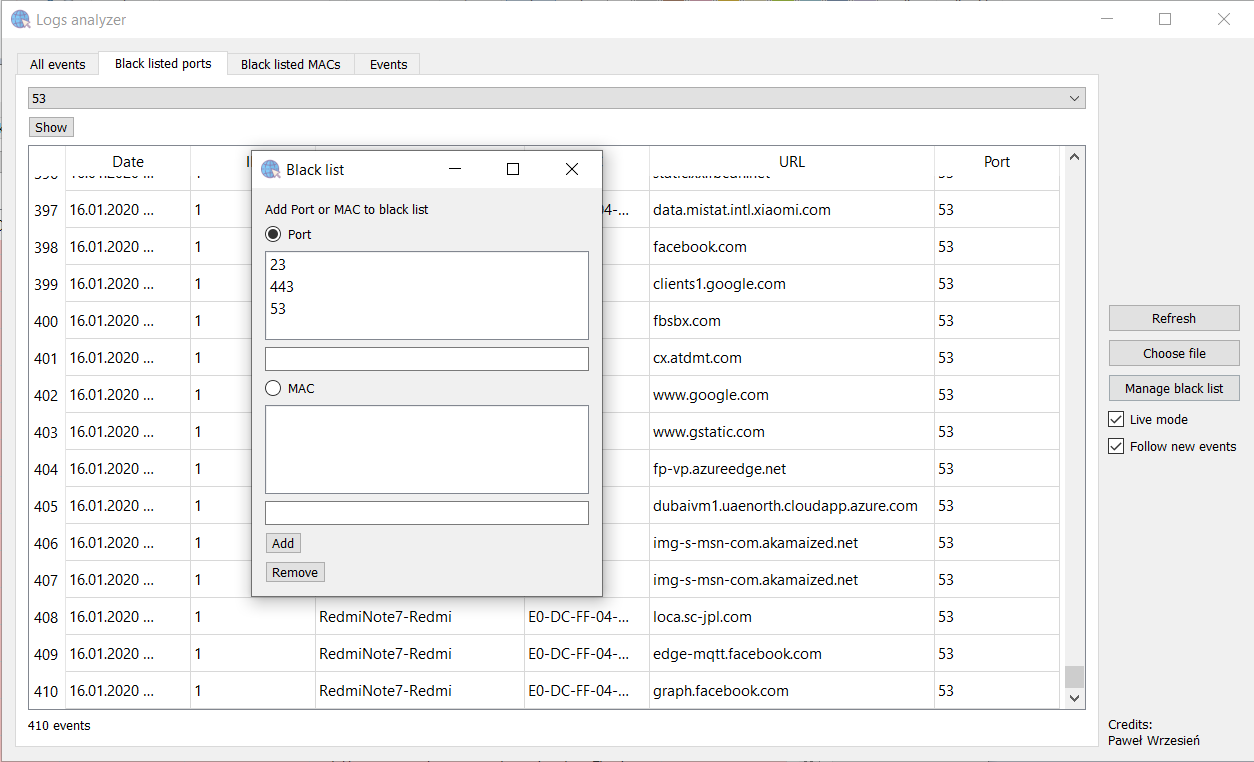 Logs analyzer
All events Black listed ports Black listed MACs Events
53
Show
Date URL Port
397 16.01.2020 ... 1 data.mistat.intl.xiaomi.com 53
398 16.01.2020 ... 1 facebook.com 53
399 16.01.2020 ... 1 clients1.google.com 53
400 16.01.2020 ... 1 fbsbx.com 53
401 16.01.2020 ... 1 cx.atdmt.com 53
402 16.01.2020 ... 1 www.google.com 53
403 16.01.2020 ... 1 www.gstatic.com 53
404 16.01.2020 ... 1 fp-vp.azureedge.net 53
405 16.01.2020 ... 1 dubaivm1.uaenorth.cloudapp.azure.com 53
406 16.01.2020 ... 1 img-s-msn-com.akamaized.net 53
407 16.01.2020 ... 1 img-s-msn-com.akamaized.net 53
408 16.01.2020 ... 1 RedmiNote7-Redmi E0-DC-FF-04-... loca.sc-jpl.com 53
409 16.01.2020 ... 1 RedmiNote7-Redmi E0-DC-FF-04-... edge-mqtt.facebook.com 53
410 16.01.2020 ... 1 RedmiNote7-Redmi E0-DC-FF-04-... graph.facebook.com 53
410 events
Black list
Add Port or MAC to black list
Port
23
443
53
MAC
Add
Remove
Refresh
Choose file
Manage black list
Live mode
Follow new events
Credits:
Paweł Wrzesień